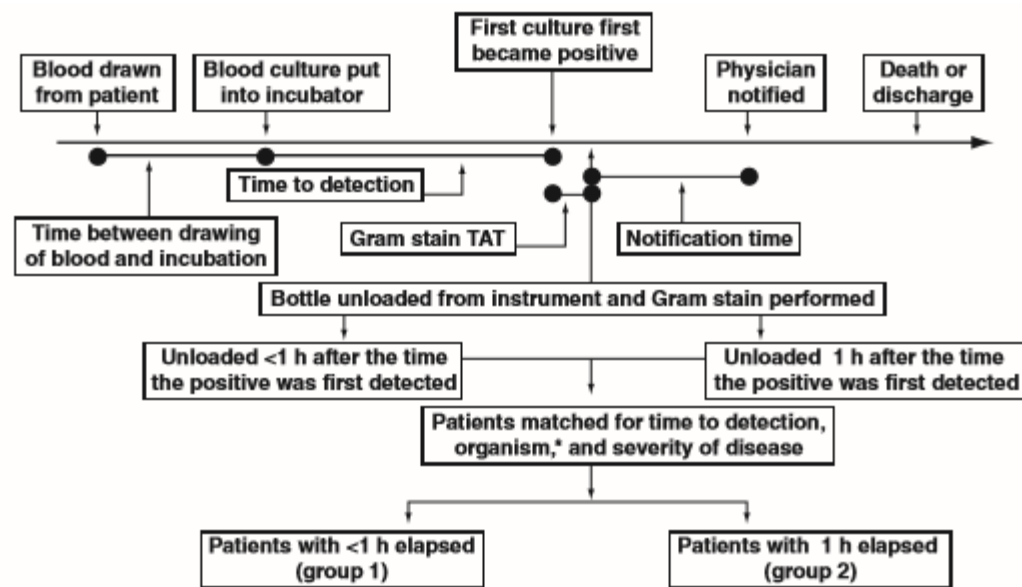 First culture first
became positive
Blood drawn
from patient
Blood culture put
into incubator
Physician
notified
Death or
discharge
Time to detection
Time between drawing
of blood and incubation
Gram stain TAT
Notification time
Bottle unloaded from instrument and Gram stain performed
Unloaded <1 h after the time
the positive was first detected
Unloaded 1 h after the time
the positive was first detected
Patients matched for time to detection,
organism,* and severity of disease
Patients with <1 h elapsed
(group 1)
Patients with 1 h elapsed
(group 2)